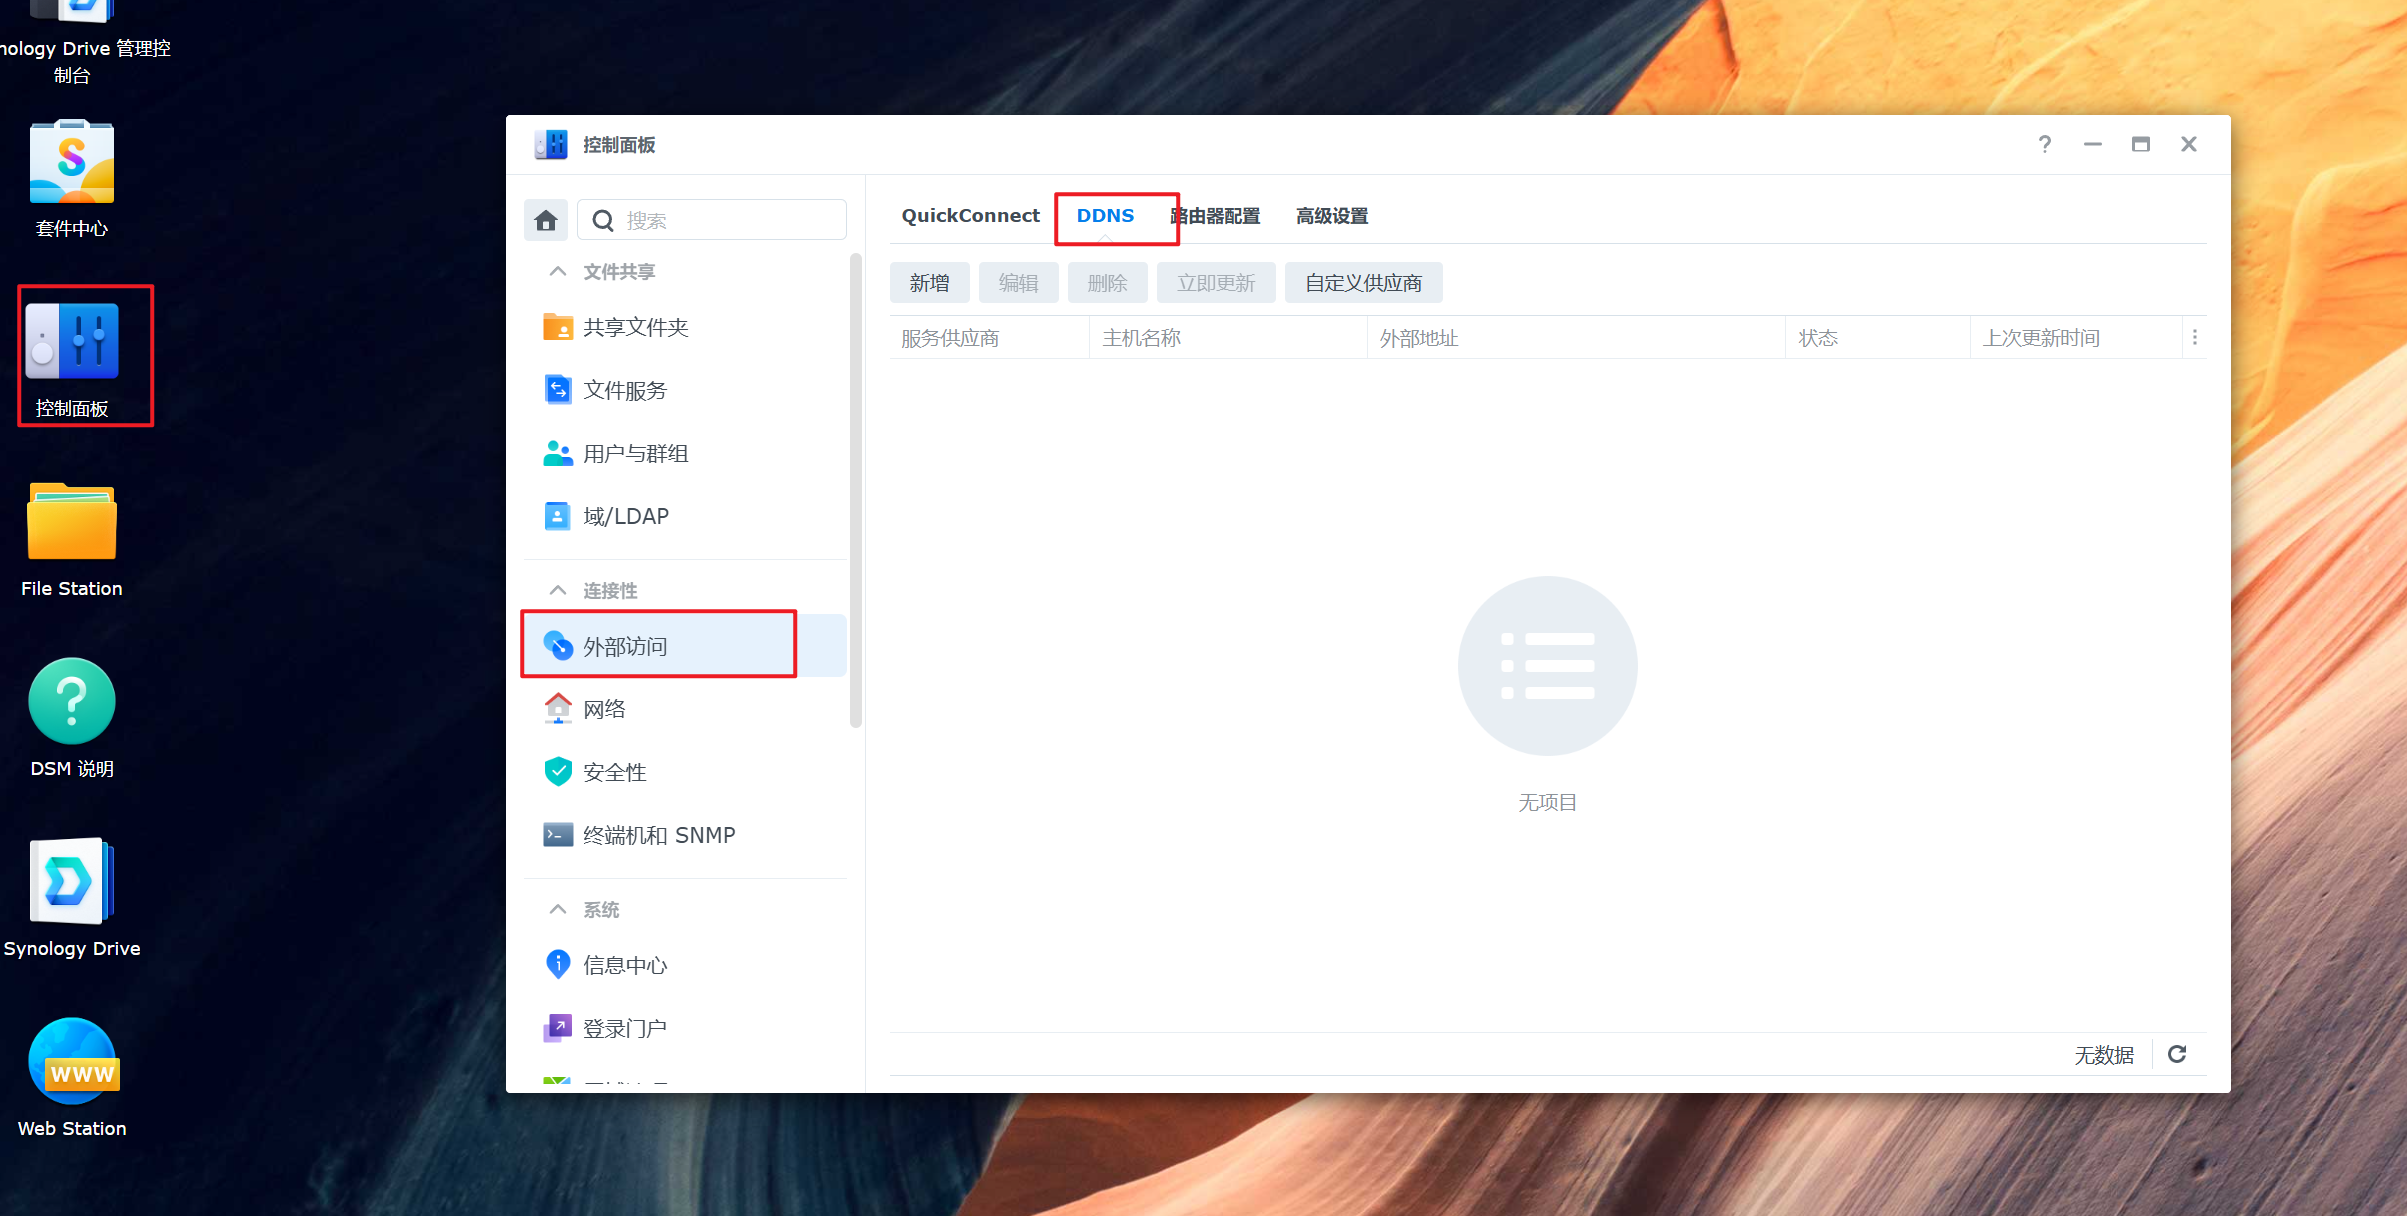 nology Drive 管理控
制台
套件中心
控制面板
File Station
DSM 说明
Synology Drive
WWW
Web Station
控制面板
搜索
文件共享
共享文件夹
文件服务
用户与群组
域/LDAP
连接性
外部访问
网络
安全性
终端机和 SNMP
系统
信息中心
登录门户
QuickConnect DDNS 路由器配置 高级设置
新增 编辑 删除 立即更新 自定义供应商
服务供应商 主机名称 外部地址 状态 上次更新时间
无项目
无数据